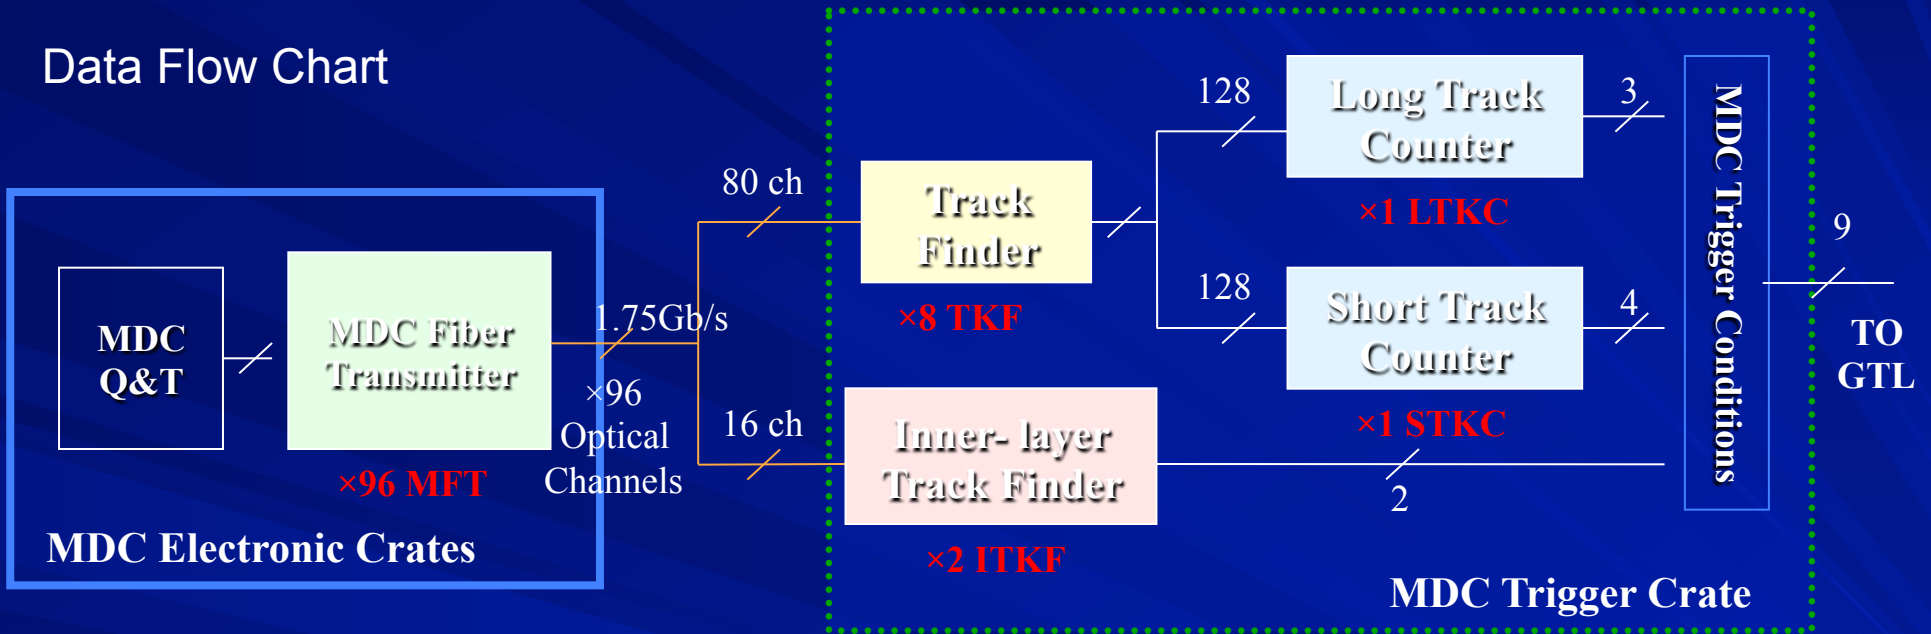 Data Flow Chart
MDC
Q&T
MDC Fiber
Transmitter
×96 MFT
MDC Electronic Crates
1.75Gb/s
×96
Optical
Channels
80 ch
16 ch
Track
Finder
×8 TKF
Inner- layer
Track Finder
×2 ITKF
128
Long Track
Counter
×1 LTKC
3
128
Short Track
Counter
×1 STKC
4
2
MDC Trigger Conditions
MDC Trigger Crate
9
TO
GTL